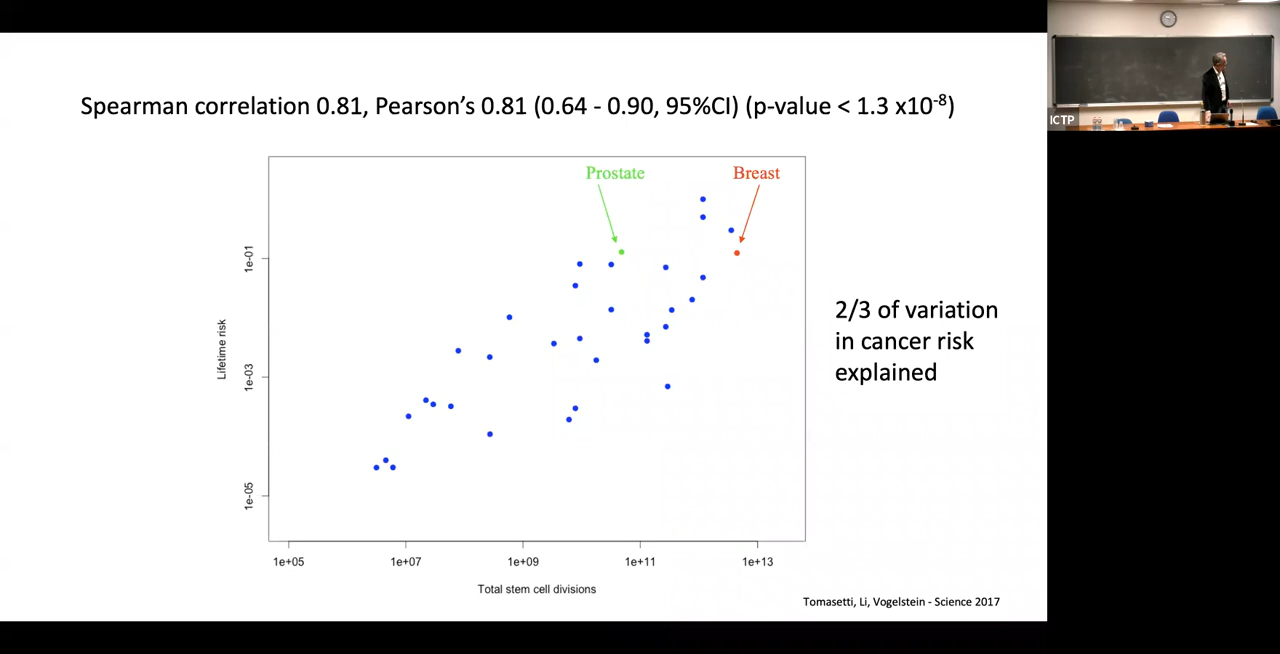 Spearman correlation 0.81, Pearson’s 0.81 (0.64 - 0.90, 95%CI) (p-value < 1.3 x10-8)
ICTP
Prostate
Breast
1e-01
1e-03
1e-05
Lifetime risk
2/3 of variation
in cancer risk
explained
1e+05
1e+07
1e+09
1e+11
1e+13
Total stem cell divisions
Tomasetti, Li, Vogelstein - Science 2017